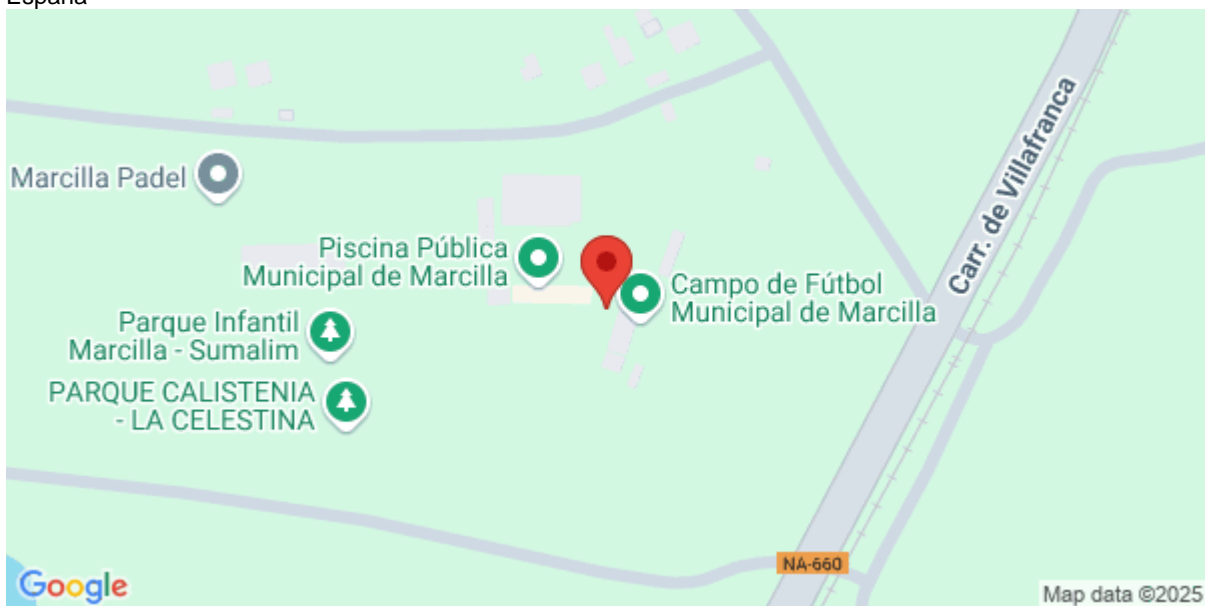 España
Carr. de Villafranca
Marcilla Padel
Piscina Pública
Municipal de Marcilla
Campo de Fútbol
Municipal de Marcilla
Parque Infantil
Marcilla - Sumalim
PARQUE CALISTENIA
- LA CELESTINA
NA-660
Google
Map data ©2025